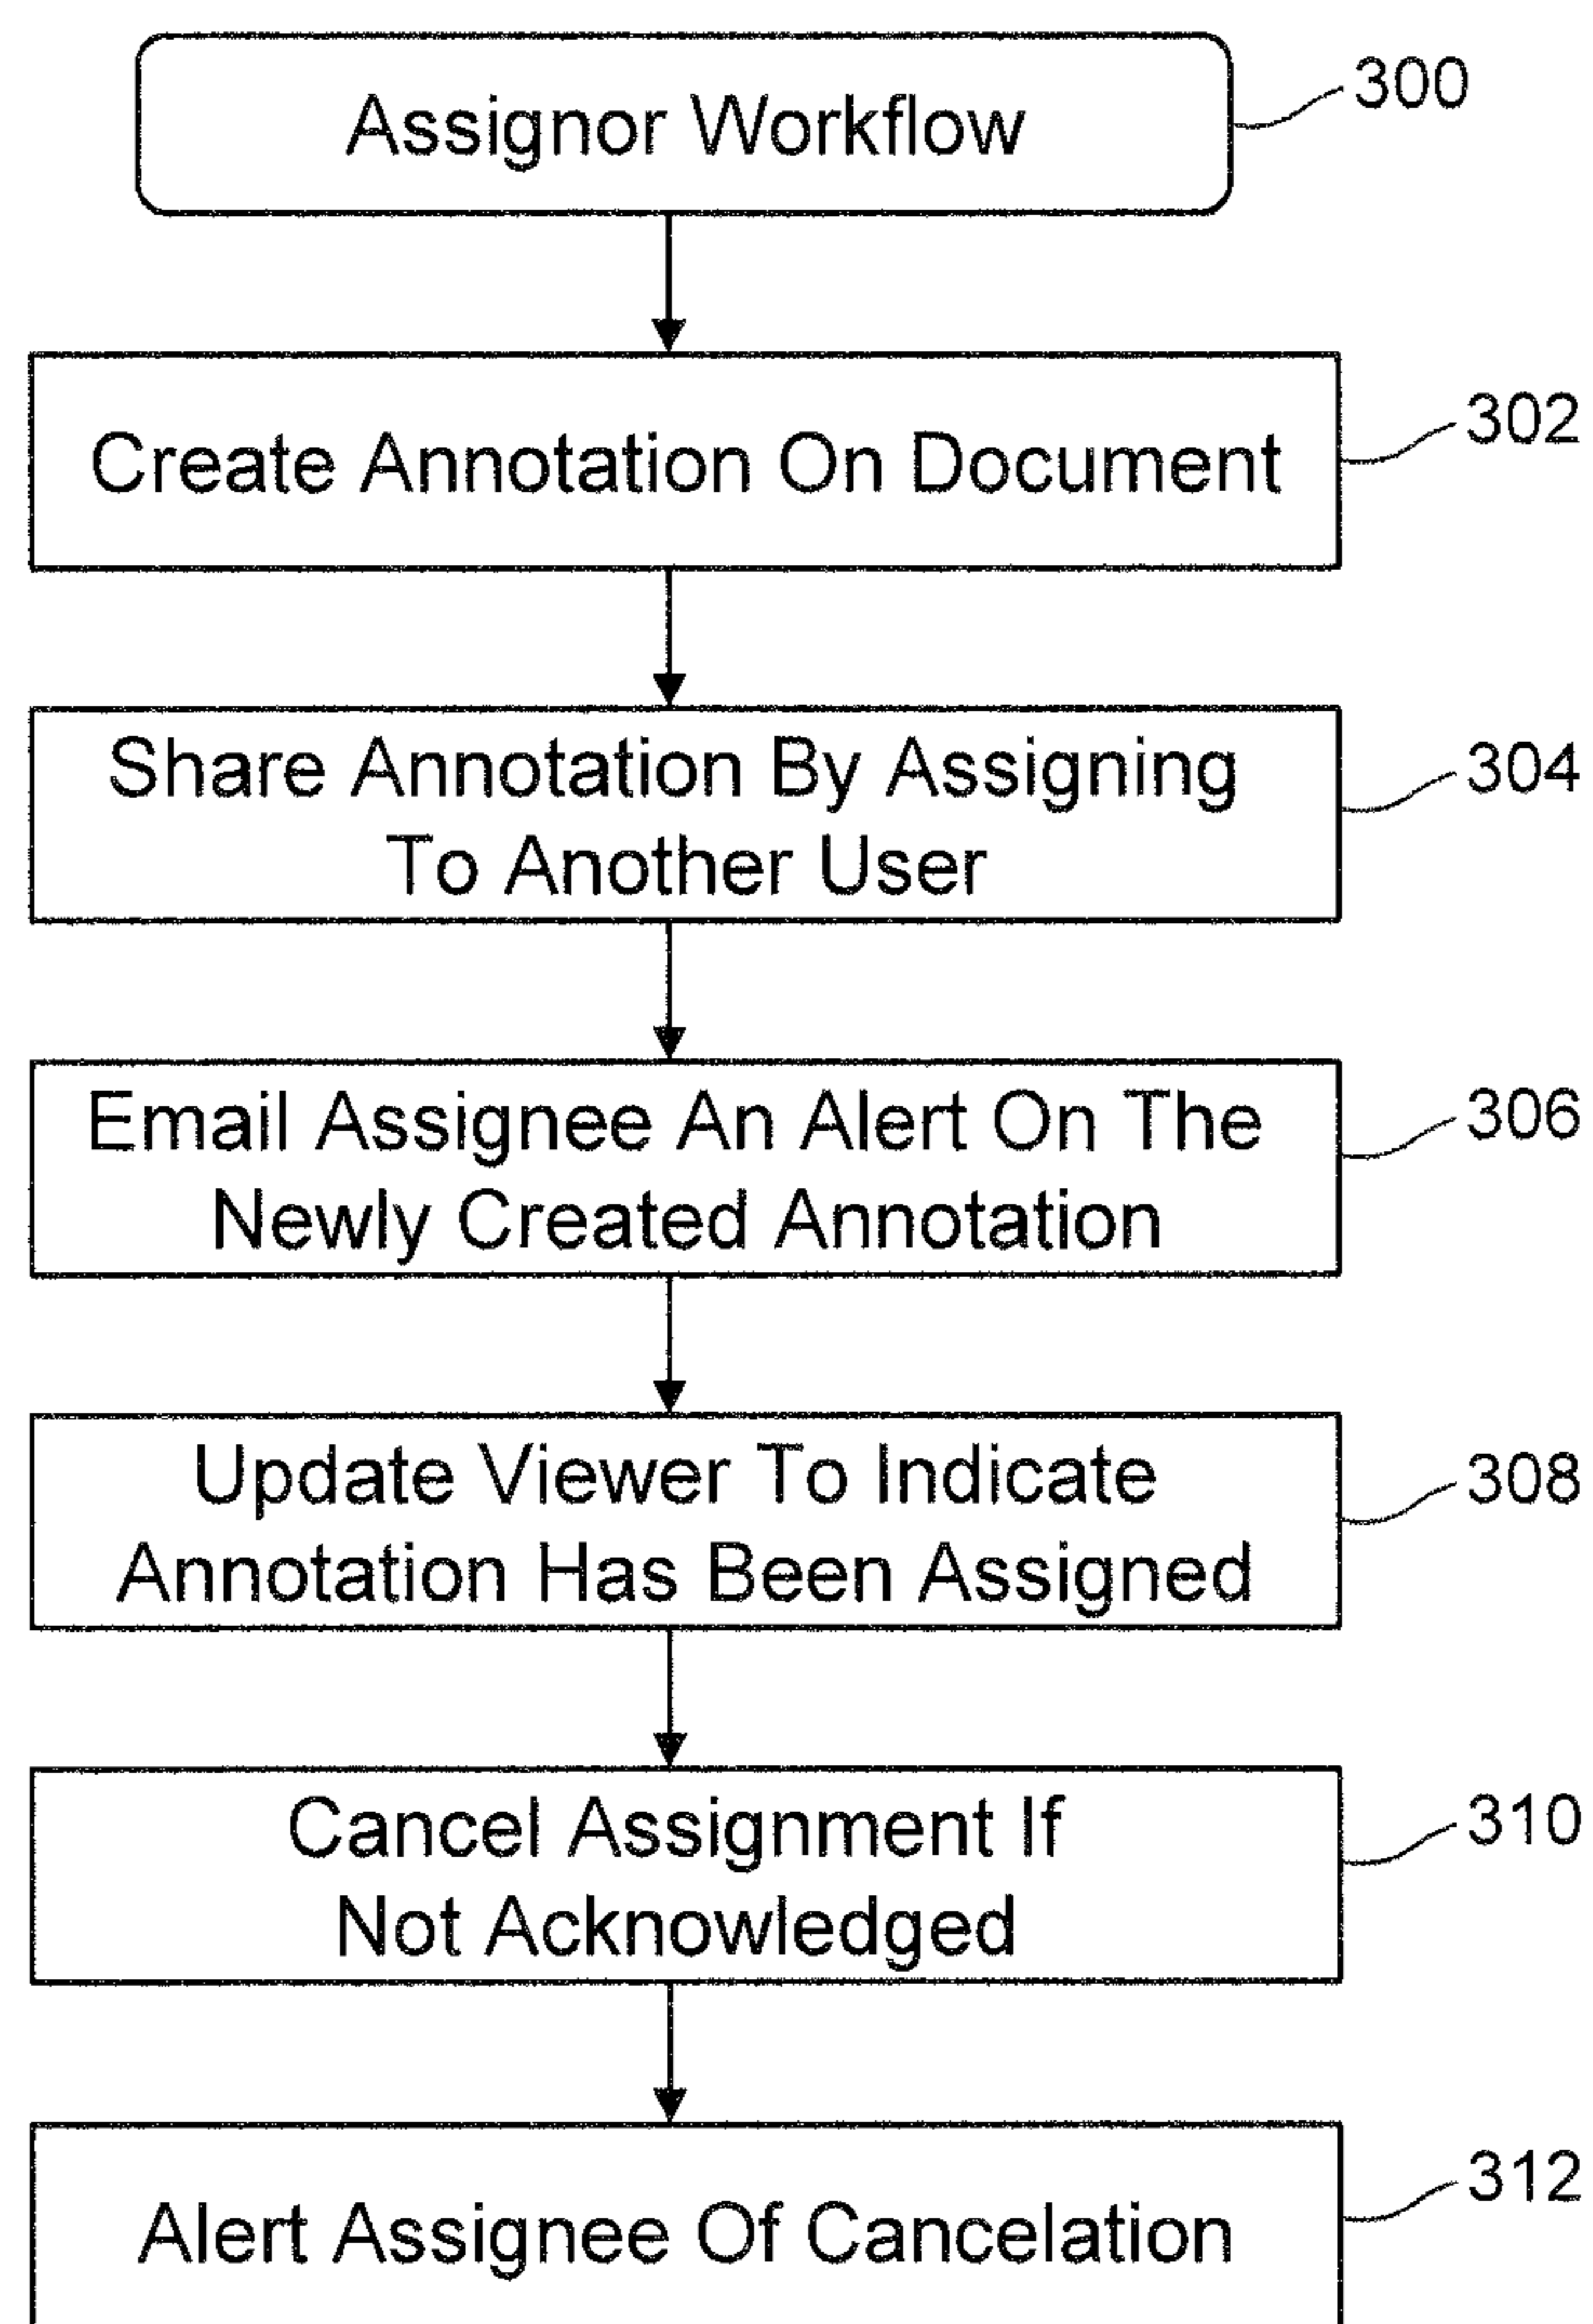 Assignor Workflow
300
Create Annotation On Document
302
Share Annotation By Assigning
To Another User
304
Email Assignee An Alert On The
Newly Created Annotation
306
Update Viewer To Indicate
Annotation Has Been Assigned
308
Cancel Assignment If
Not Acknowledged
310
Alert Assignee Of Cancelation
312